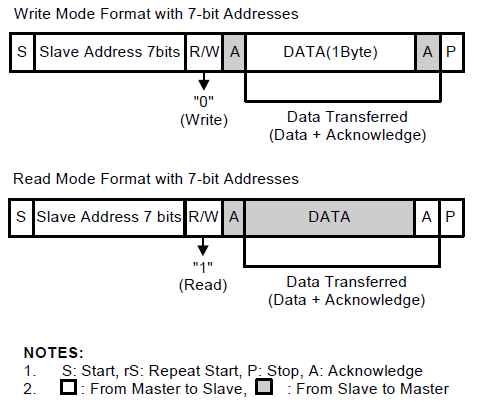 Write Mode Format with 7-bit Addresses
S Slave Address 7bits R/W A DATA(1Byte) A P
"0"
(Write)
Data Transferred
(Data + Acknowledge)
Read Mode Format with 7-bit Addresses
S Slave Address 7 bits R/W A DATA A P
"1"
(Read)
Data Transferred
(Data + Acknowledge)
NOTES:
1. S: Start, rS: Repeat Start, P: Stop, A: Acknowledge
2. : From Master to Slave, : From Slave to Master